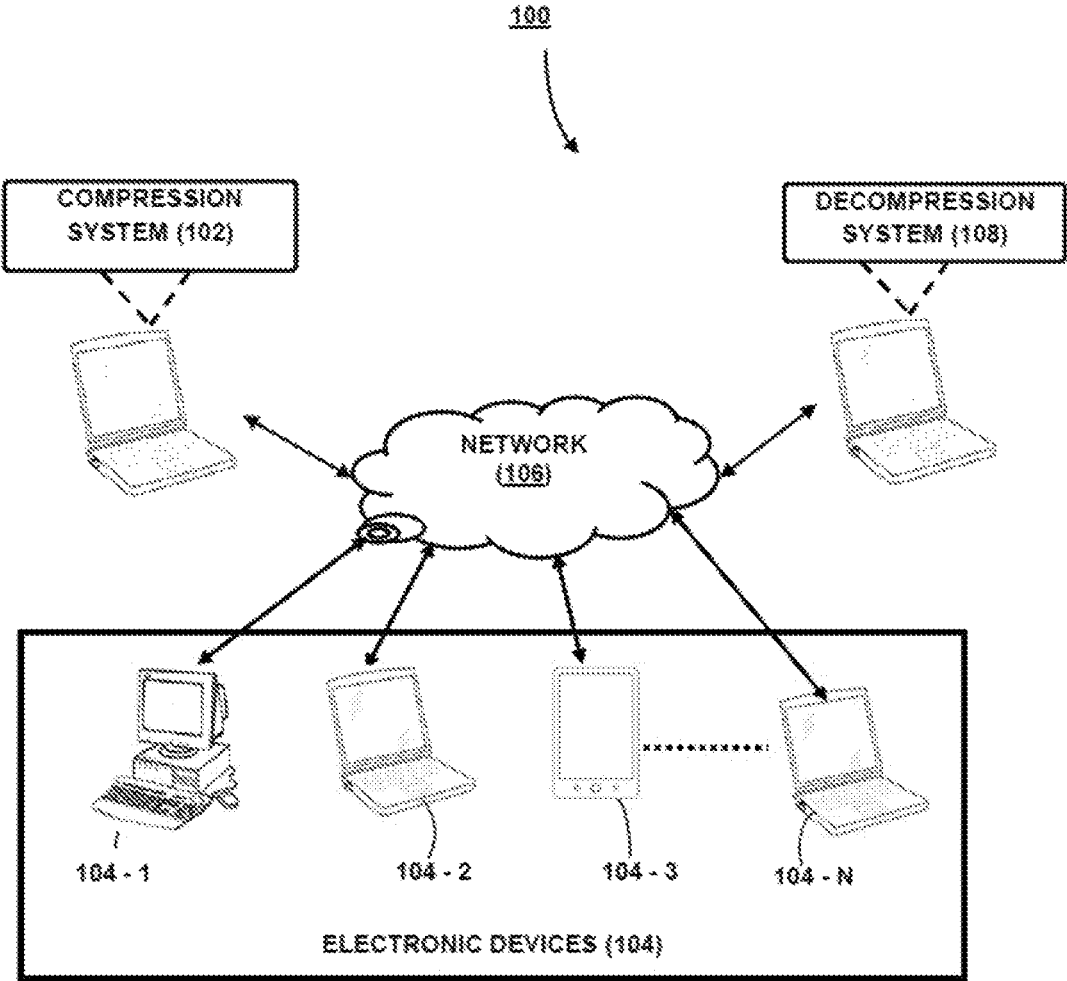 100
COMPRESSION
SYSTEM (102)
DECOMPRESSION
SYSTEM (108)
NETWORK
(106)
104 - 1
104 - 2
104 - 3
104 - N
ELECTRONIC DEVICES (104)